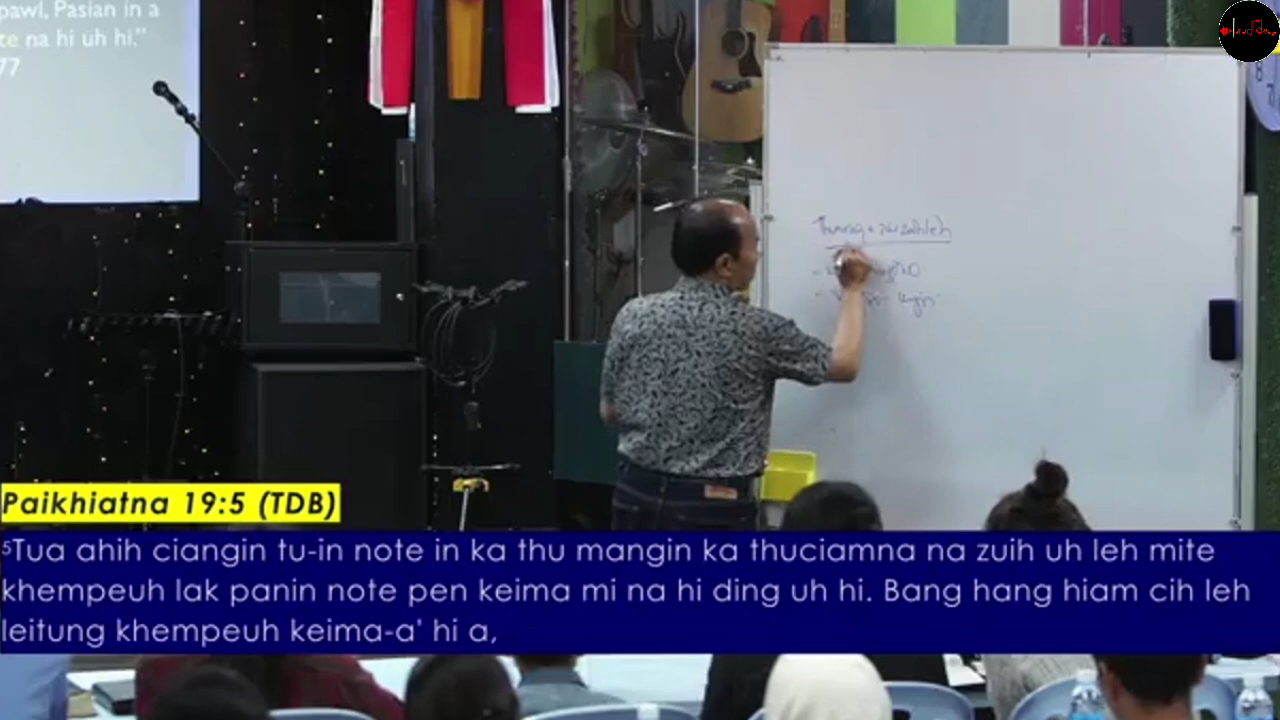 pawl, Pasian in a
te na hi uh hi."
77
Paikhiatna 19:5 (TDB)
⁵Tua ahih ciangin tu-in note in ka thu mangin ka thuciamna na zuih uh leh mite
khempeuh lak panin note pen keima mi na hi ding uh hi. Bang hang hiam cih leh
leitung khempeuh keima-a' hi a,